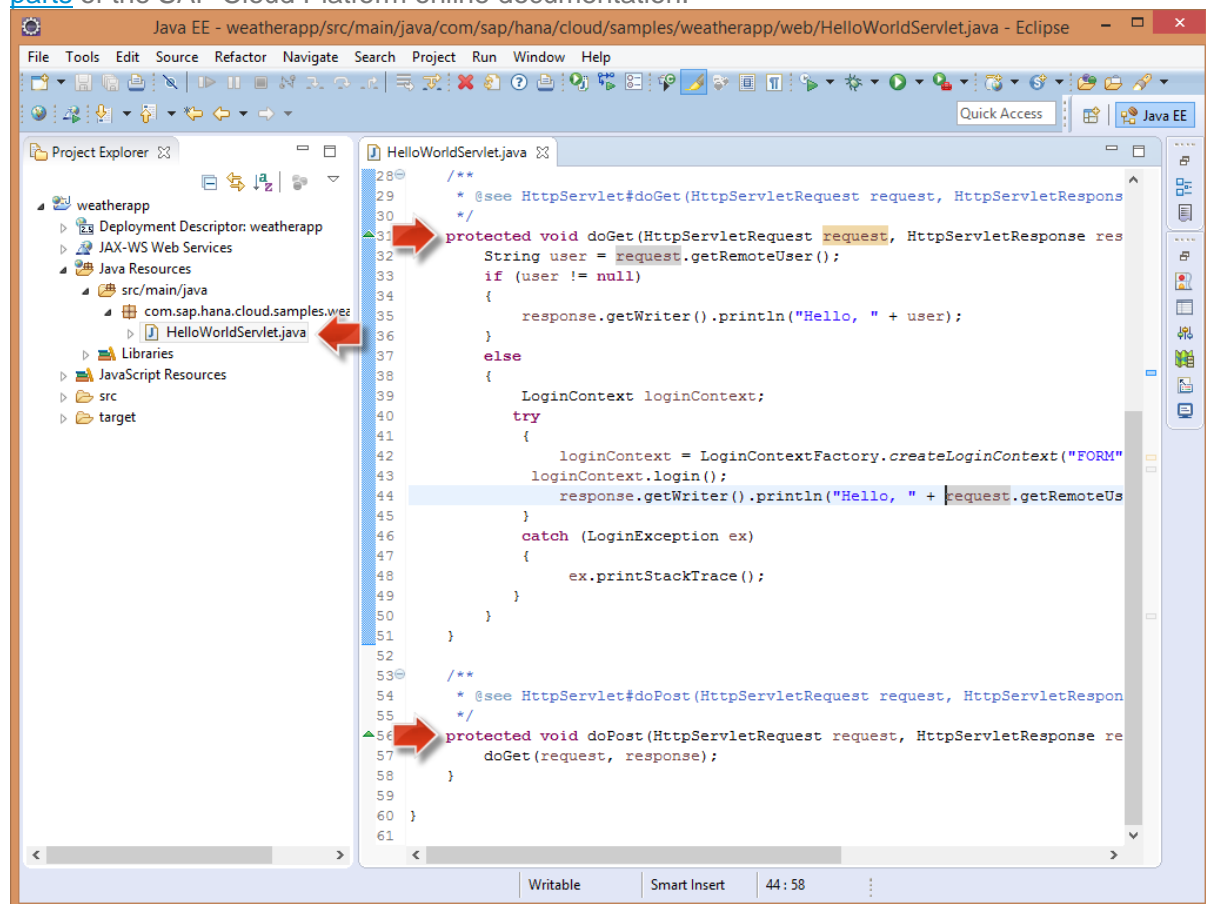 parts of the SAP Cloud Platform online documentation.
Java EE - weatherapp/src/main/java/com/sap/hana/cloud/samples/weatherapp/web/HelloWorldServlet.java - Eclipse
File Tools Edit Source Refactor Navigate Search Project Run Window Help
Quick Access
Java EE
Project Explorer
weatherapp
Deployment Descriptor: weatherapp
JAX-WS Web Services
Java Resources
src/main/java
com.sap.hana.cloud.samples.wea
HelloWorldServlet.java
Libraries
JavaScript Resources
src
target
HelloWorldServlet.java
28 /**
29 * @see HttpServlet#doGet(HttpServletRequest request, HttpServletRespons
30 */
31 protected void doGet(HttpServletRequest request, HttpServletResponse res
32 String user = request.getRemoteUser();
33 if (user != null)
34 {
35 response.getWriter().println("Hello, " + user);
36 }
37 else
38 {
39 LoginContext loginContext;
40 try
41 {
42 loginContext = LoginContextFactory.createLoginContext("FORM"
43 loginContext.login();
44 response.getWriter().println("Hello, " + request.getRemoteUs
45 }
46 catch (LoginException ex)
47 {
48 ex.printStackTrace();
49 }
50 }
51 }
52
53 /**
54 * @see HttpServlet#doPost(HttpServletRequest request, HttpServletRespon
55 */
56 protected void doPost(HttpServletRequest request, HttpServletResponse re
57 doGet(request, response);
58 }
59
60 }
61
Writable Smart Insert 44 : 58